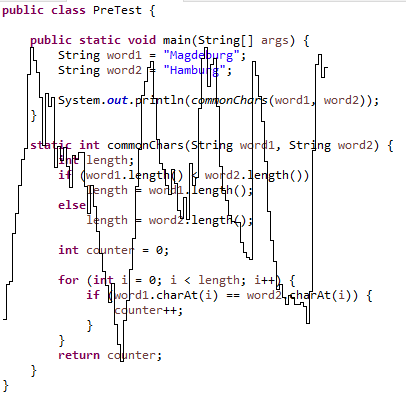 public class PreTest {
public static void main(String[] args) {
String word1 = "Magdeburg";
String word2 = "Hamburg";
System.out.println(commonChars(word1, word2));
}
static int commonChars(String word1, String word2) {
int length;
if (word1.length() < word2.length())
length = word1.length();
else
length = word2.length();
int counter = 0;
for (int i = 0; i < length; i++) {
if (word1.charAt(i) == word2.charAt(i)) {
counter++;
}
}
return counter;
}
}